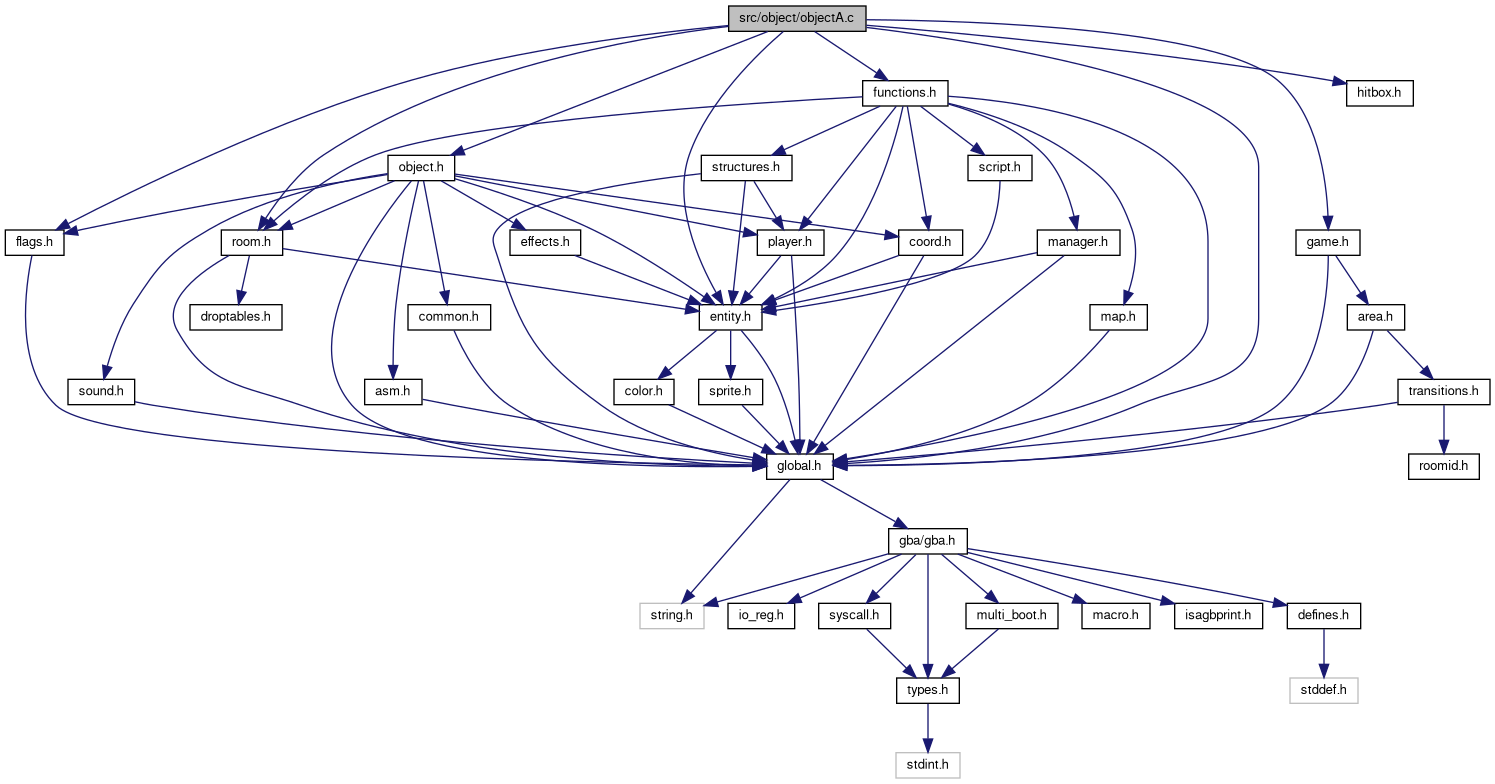 src/object/objectA.c
functions.h
hitbox.h
object.h
structures.h
script.h
flags.h
room.h
effects.h
player.h
coord.h
manager.h
game.h
droptables.h
common.h
entity.h
map.h
area.h
sound.h
asm.h
color.h
sprite.h
transitions.h
global.h
roomid.h
gba/gba.h
string.h
io_reg.h
syscall.h
multi_boot.h
macro.h
isagbprint.h
defines.h
types.h
stddef.h
stdint.h